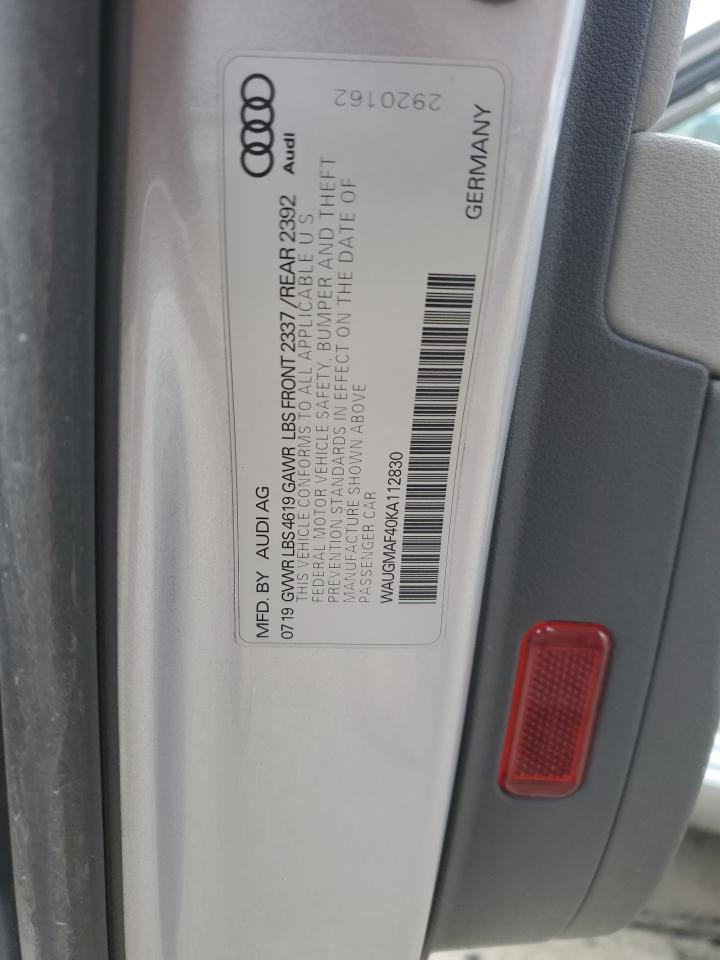 Audi
2920162
MFD. BY AUDI AG
0719 GVWR LBS 4619 GAWR LBS FRONT 2337 /REAR 2392
THIS VEHICLE CONFORMS TO ALL APPLICABLE U.S.
FEDERAL MOTOR VEHICLE SAFETY, BUMPER AND THEFT
PREVENTION STANDARDS IN EFFECT ON THE DATE OF
MANUFACTURE SHOWN ABOVE
PASSENGER CAR
WAUGMAF40KA112830
GERMANY